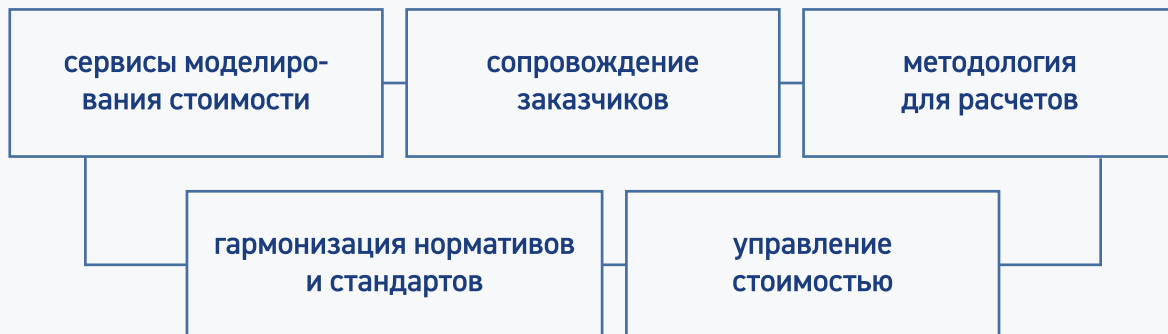 сервисы моделиро-
вания стоимости
сопровождение
заказчиков
методология
для расчетов
гармонизация нормативов
и стандартов
управление
стоимостью